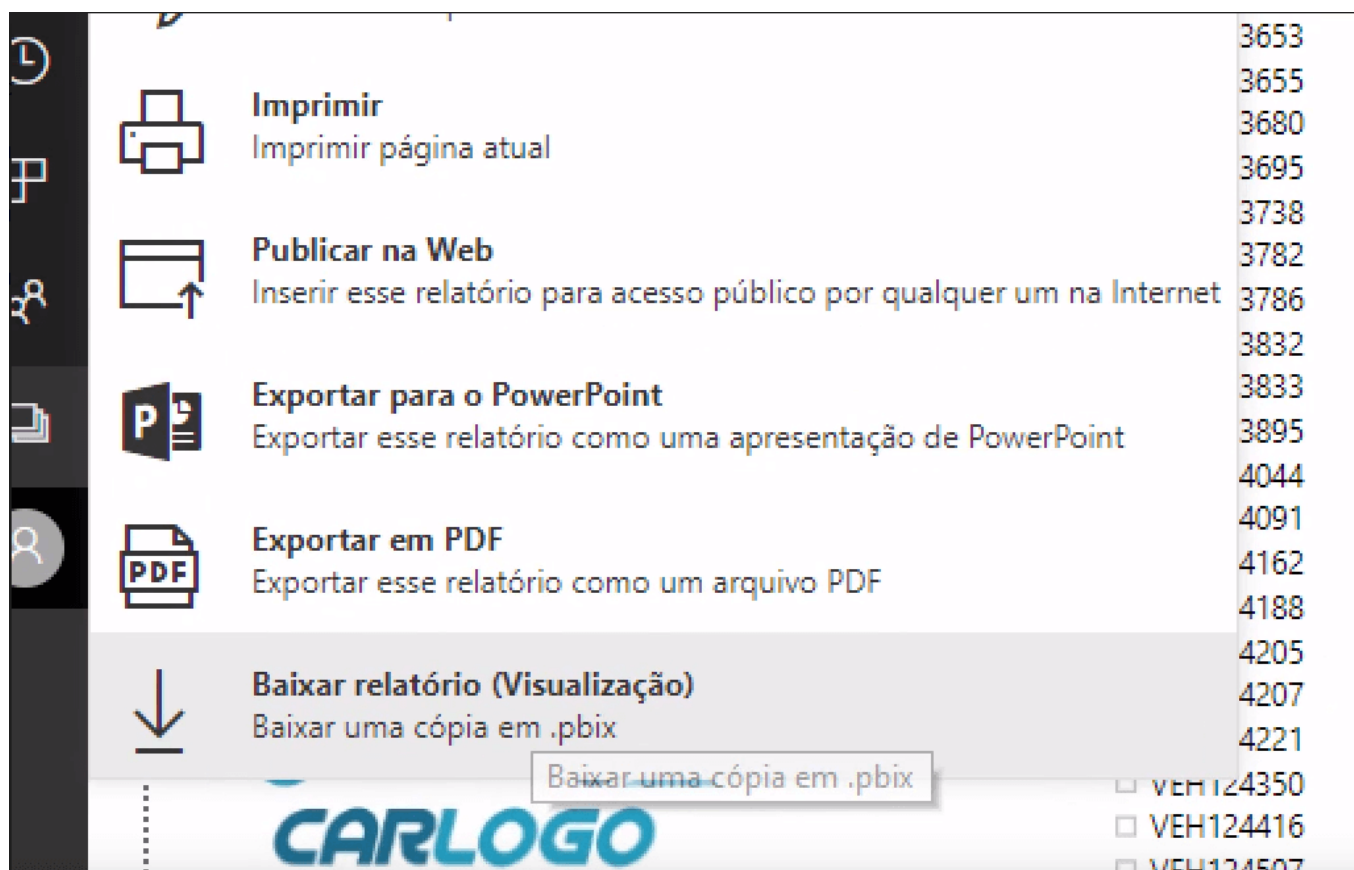 Imprimir
Imprimir página atual
Publicar na Web
Inserir esse relatório para acesso público por qualquer um na Internet
Exportar para o PowerPoint
Exportar esse relatório como uma apresentação de PowerPoint
PDF
Exportar em PDF
Exportar esse relatório como um arquivo PDF
Baixar relatório (Visualização)
Baixar uma cópia em .pbix
Baixar uma cópia em .pbix
CARLOGO
3653
3655
3680
3695
3738
3782
3786
3832
3833
3895
4044
4091
4162
4188
4205
4207
4221
VEH124350
VEH124416
VEH124507